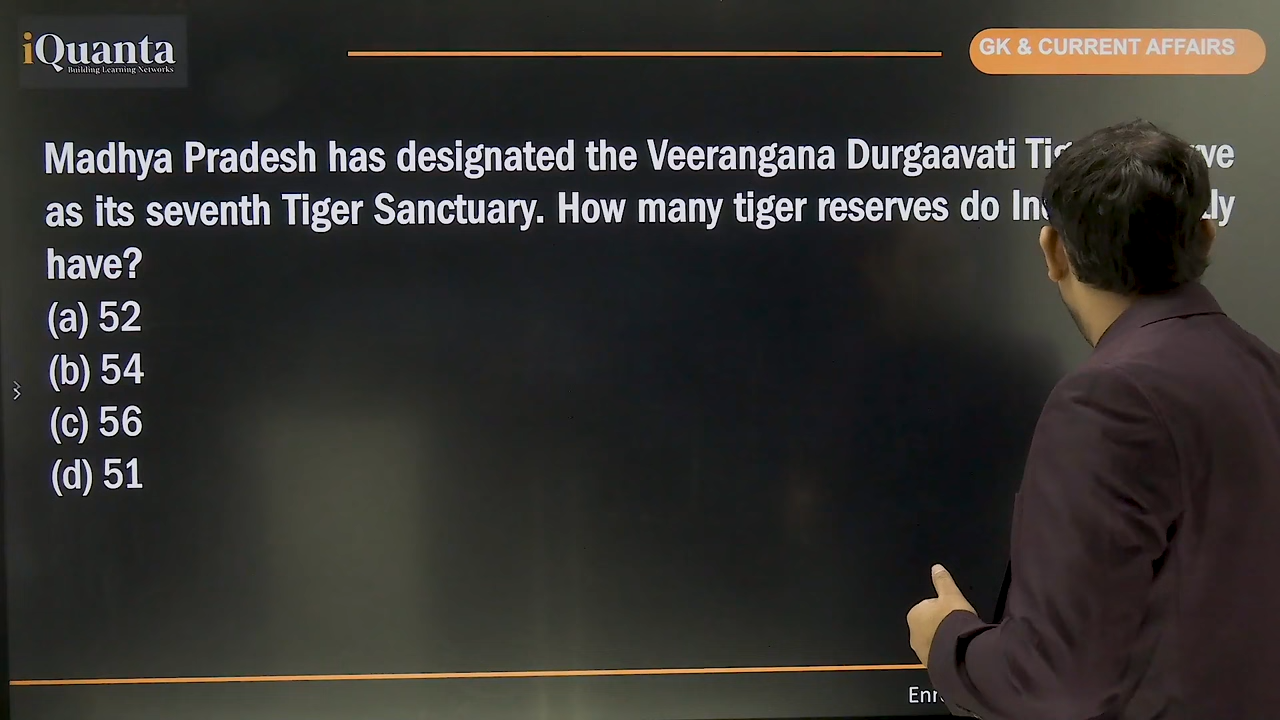 iQuanta
Building Learning Networks
GK & CURRENT AFFAIRS
Madhya Pradesh has designated the Veerangana Durgaavati
as its seventh Tiger Sanctuary. How many tiger reserves do
have?
(a) 52
(b) 54
(c) 56
(d) 51